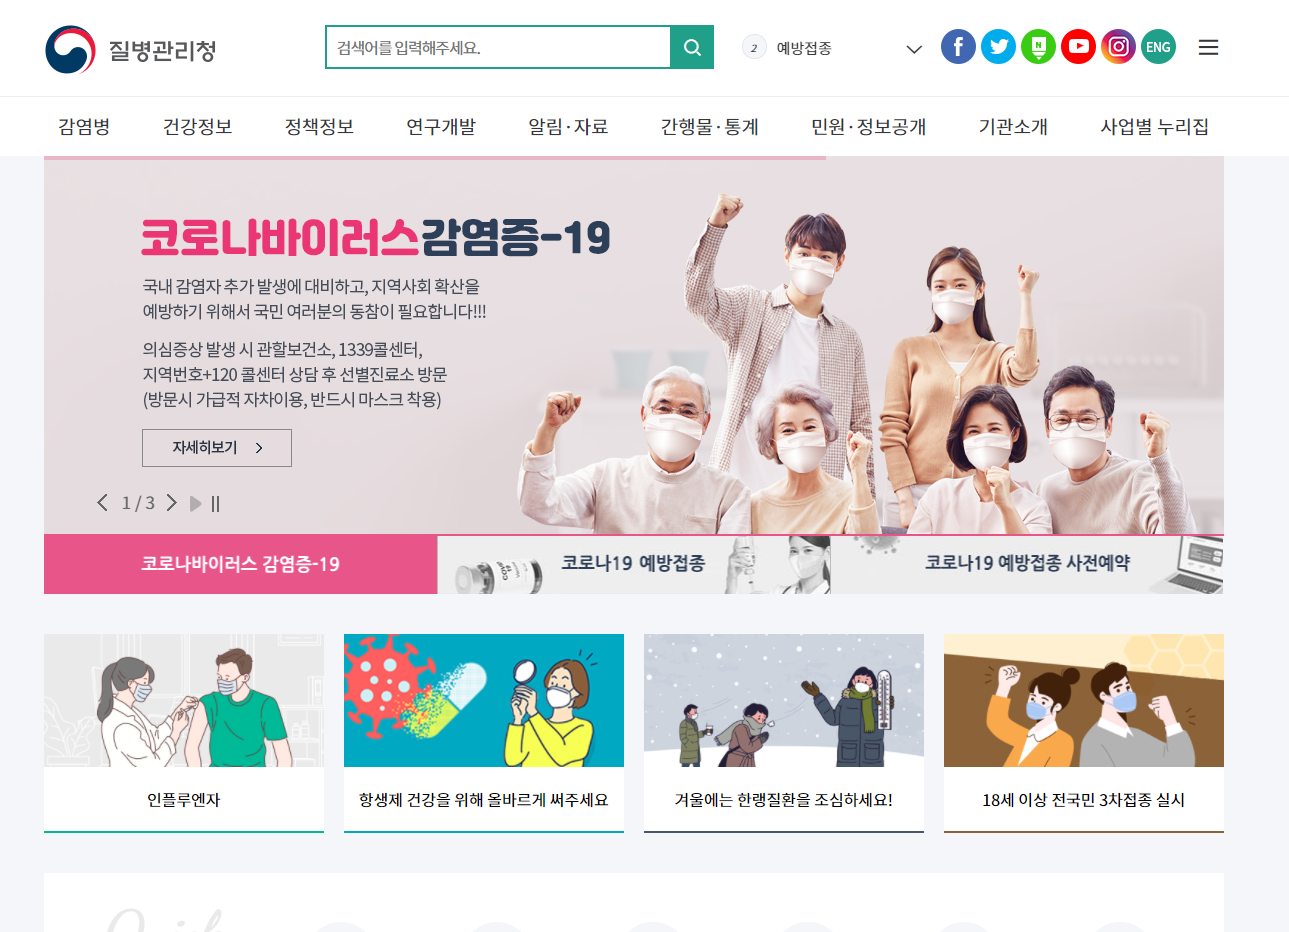 질병관리청
검색어를 입력해주세요.
2 예방접종
ENG
감염병 건강정보 정책정보 연구개발 알림·자료 간행물·통계 민원·정보공개 기관소개 사업별 누리집
코로나바이러스감염증-19
국내 감염자 추가 발생에 대비하고, 지역사회 확산을
예방하기 위해서 국민 여러분의 동참이 필요합니다!!!
의심증상 발생 시 관할보건소, 1339콜센터,
지역번호+120 콜센터 상담 후 선별진료소 방문
(방문시 가급적 자차이용, 반드시 마스크 착용)
자세히보기
1 / 3
코로나바이러스 감염증-19 코로나19 예방접종 코로나19 예방접종 사전예약
인플루엔자 항생제 건강을 위해 올바르게 써주세요 겨울에는 한랭질환을 조심하세요! 18세 이상 전국민 3차접종 실시